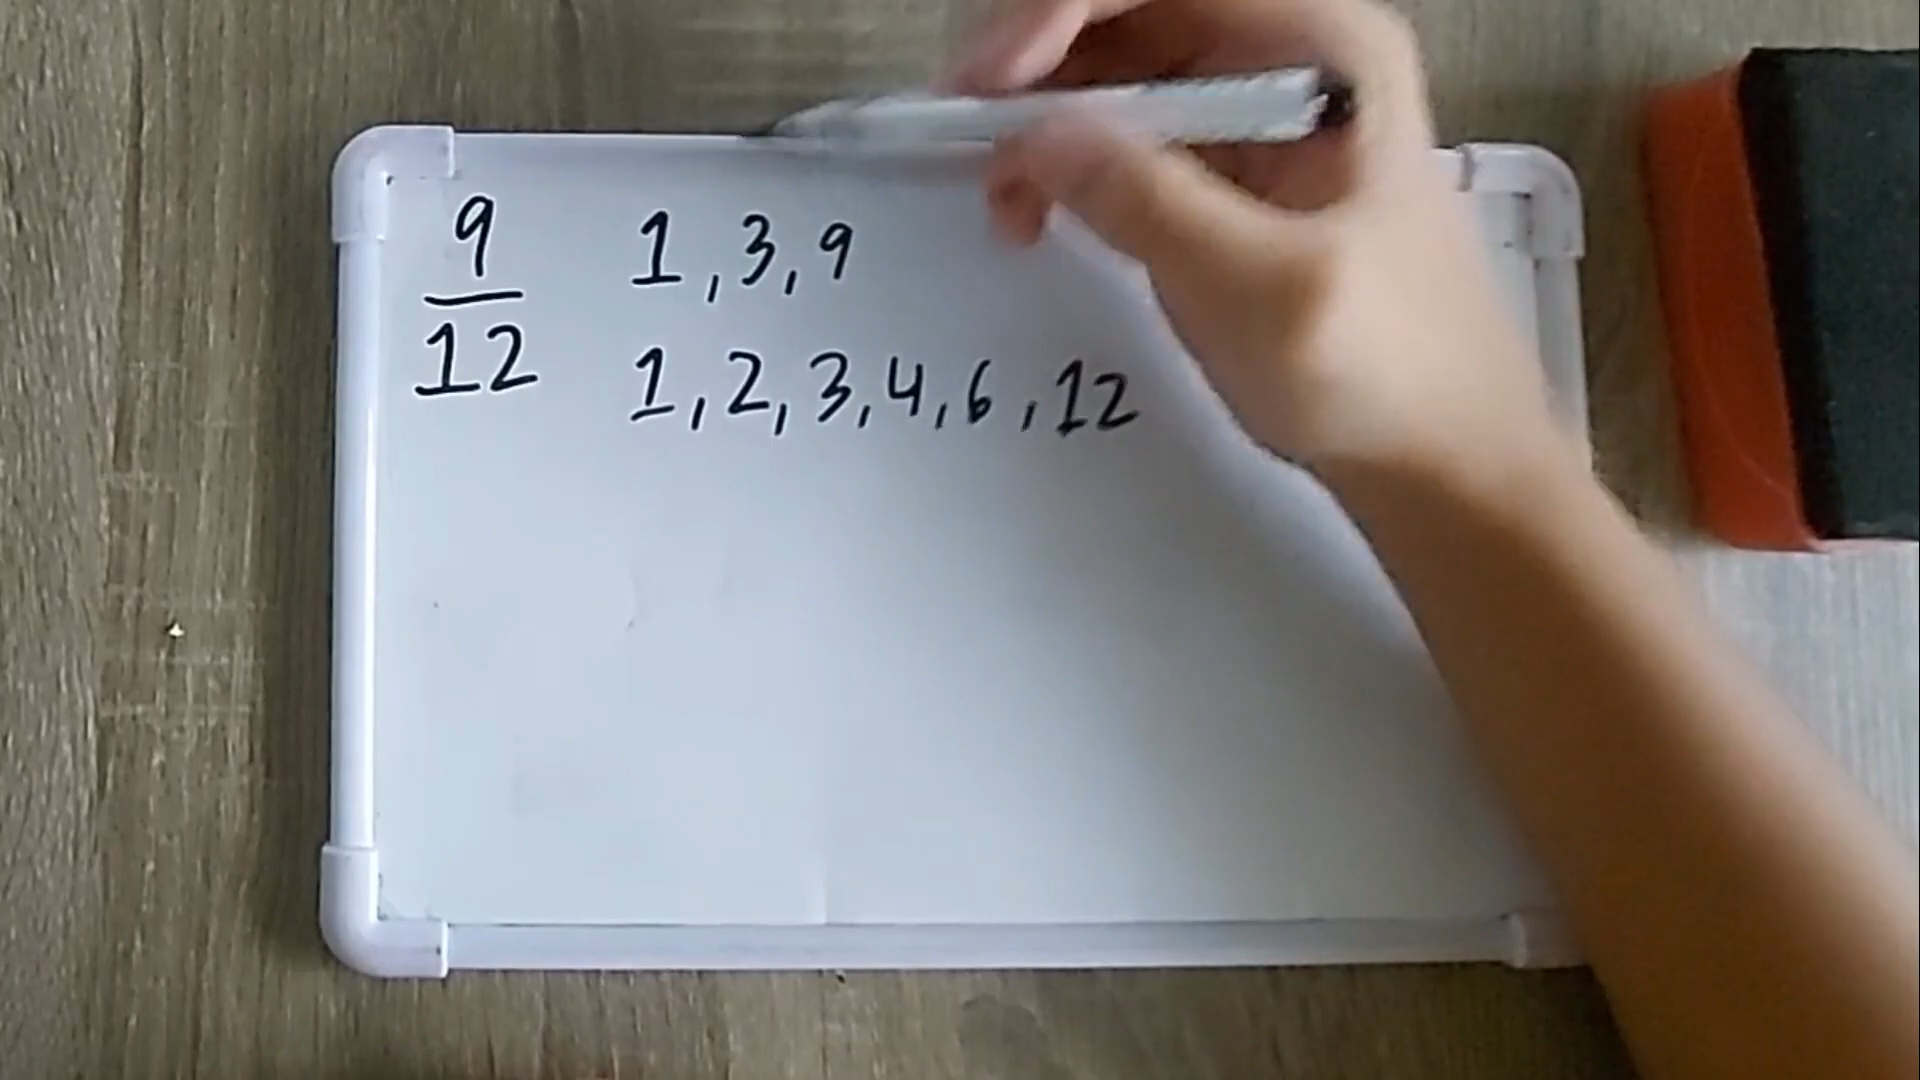 9
12
1, 3, 9
1, 2, 3, 4, 6, 12